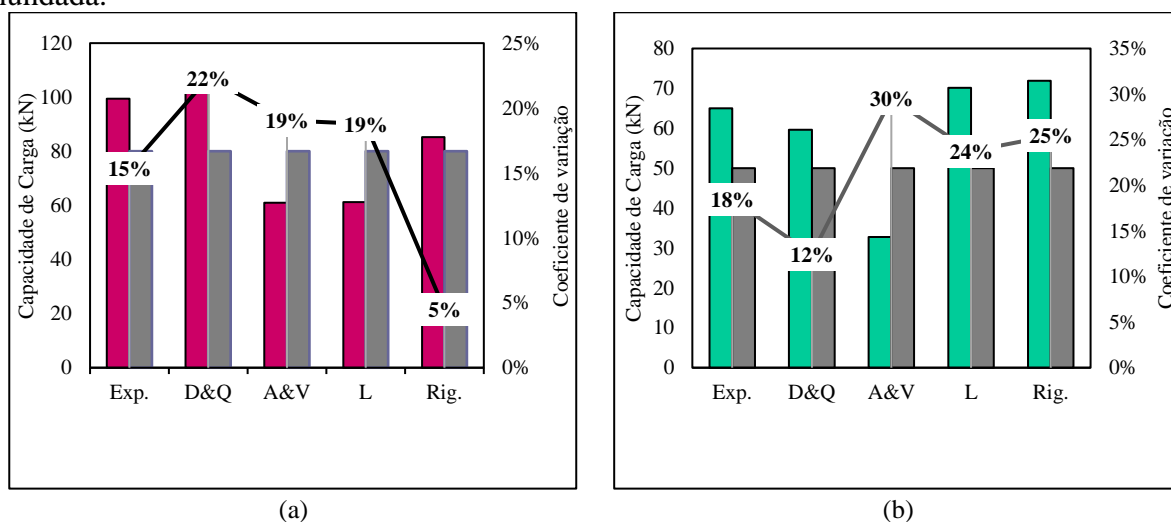 120
100
80
60
40
20
0
Capacidade de Carga (kN)
25%
20%
15%
10%
5%
0%
Coeficiente de variação
15%
22%
19%
19%
5%
Exp.
D&Q
A&V
L
Rig.
(a)
80
70
60
50
40
30
20
10
0
Capacidade de Carga (kN)
35%
30%
25%
20%
15%
10%
5%
0%
Coeficiente de variação
18%
12%
30%
24%
25%
Exp.
D&Q
A&V
L
Rig.
(b)